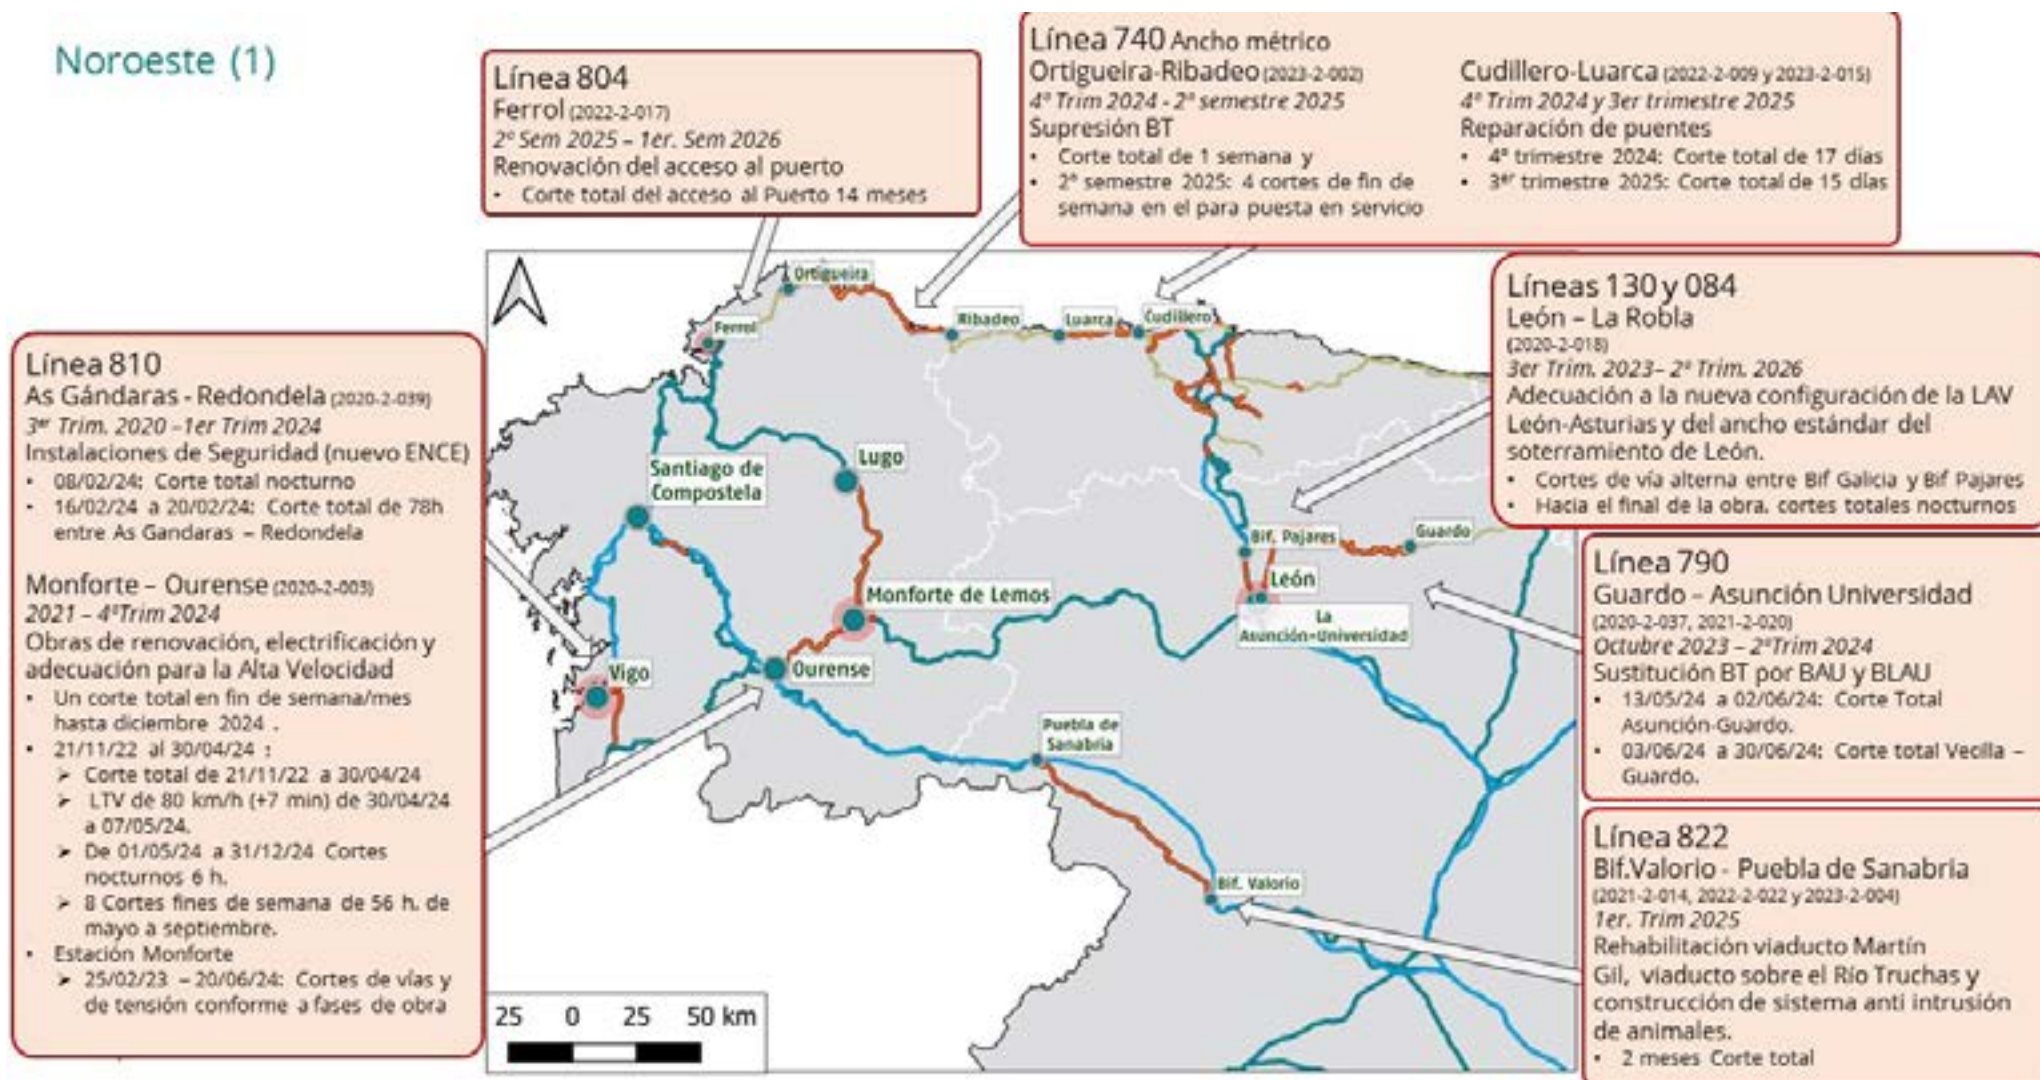 Noroeste (1)
Línea 804
Ferrol (2022-2-017)
2º Sem 2025 – 1er. Sem 2026
Renovación del acceso al puerto
• Corte total del acceso al Puerto 14 meses
Línea 740 Ancho métrico
Ortigueira-Ribadeo (2023-2-002)
4º Trim 2024 - 2º semestre 2025
Supresión BT
• Corte total de 1 semana y
• 2º semestre 2025: 4 cortes de fin de
semana en el para puesta en servicio
Cudillero-Luarca (2022-2-009 y 2023-2-015)
4º Trim 2024 y 3er trimestre 2025
Reparación de puentes
• 4º trimestre 2024: Corte total de 17 días
• 3er trimestre 2025: Corte total de 15 días
Líneas 130 y 084
León – La Robla
(2020-2-018)
3er Trim. 2023– 2º Trim. 2026
Adecuación a la nueva configuración de la LAV
León-Asturias y del ancho estándar del
soterramiento de León.
• Cortes de vía alterna entre Bif Galicia y Bif Pajares
• Hacia el final de la obra, cortes totales nocturnos
Línea 810
As Gándaras - Redondela (2020-2-039)
3er Trim. 2020 –1er Trim 2024
Instalaciones de Seguridad (nuevo ENCE)
• 08/02/24: Corte total nocturno
• 16/02/24 a 20/02/24: Corte total de 78h
entre As Gandaras – Redondela
Monforte – Ourense (2020-2-003)
2021 – 4ºTrim 2024
Obras de renovación, electrificación y
adecuación para la Alta Velocidad
• Un corte total en fin de semana/mes
hasta diciembre 2024 .
• 21/11/22 al 30/04/24 :
➤ Corte total de 21/11/22 a 30/04/24
➤ LTV de 80 km/h (+7 min) de 30/04/24
a 07/05/24.
➤ De 01/05/24 a 31/12/24 Cortes
nocturnos 6 h.
➤ 8 Cortes fines de semana de 56 h. de
mayo a septiembre.
• Estación Monforte
➤ 25/02/23 – 20/06/24: Cortes de vías y
de tensión conforme a fases de obra
Línea 790
Guardo – Asunción Universidad
(2020-2-037, 2021-2-020)
Octubre 2023 – 2ºTrim 2024
Sustitución BT por BAU y BLAU
• 13/05/24 a 02/06/24: Corte Total
Asunción-Guardo.
• 03/06/24 a 30/06/24: Corte total Vecilla –
Guardo.
Línea 822
Bif.Valorio - Puebla de Sanabria
(2021-2-014, 2022-2-022 y 2023-2-004)
1er. Trim 2025
Rehabilitación viaducto Martín
Gil, viaducto sobre el Río Truchas y
construcción de sistema anti intrusión
de animales.
• 2 meses Corte total
Ortigueira
Ferrol
Ribadeo
Luarca
Cudillero
Lugo
Santiago de
Compostela
Bif. Pajares
Guardo
León
Monforte de Lemos
La
Asunción-Universidad
Ourense
Vigo
Puebla de
Sanabria
Bif. Valorio
25 0 25 50 km